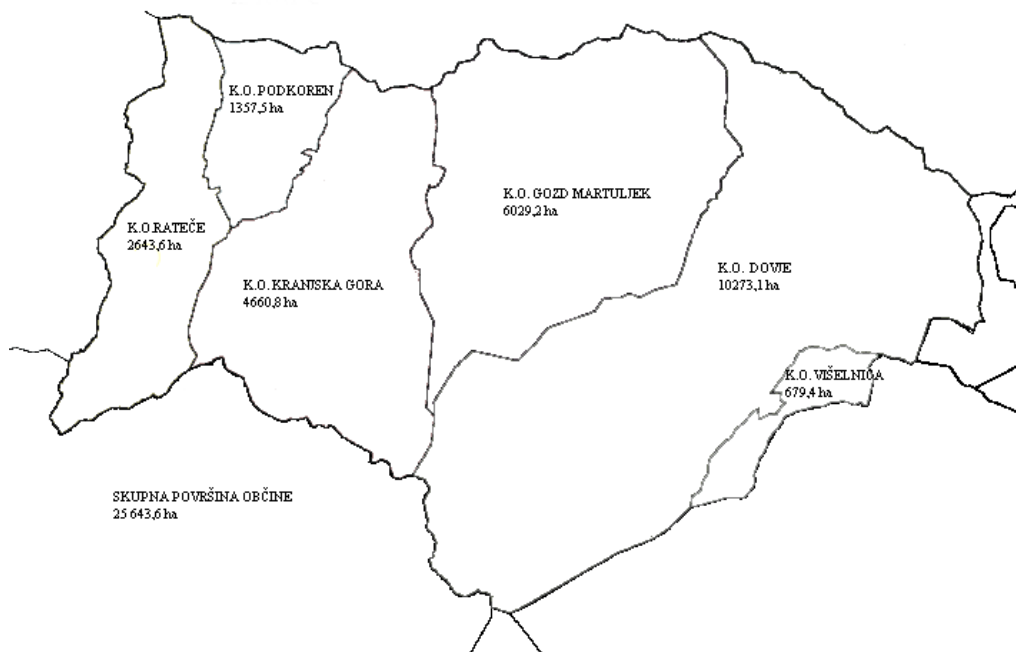 K.O. PODKOREN
1357,5 ha
K.O. GOZD MARTULJEK
6029,2 ha
K.O.RATEČE
2643,6 ha
K.O. KRANJSKA GORA
4660,8 ha
K.O. DOVJE
10273,1 ha
K.O. VIŠELNICA
679,4 ha
SKUPNA POVRŠINA OBČINE
25 643,6 ha